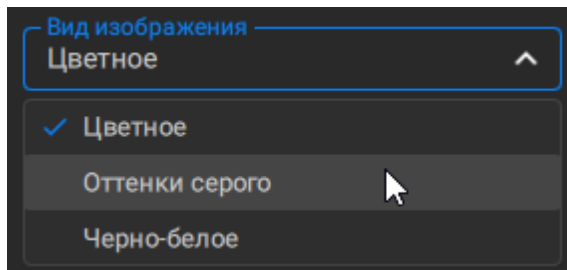 Вид изображения
Цветное
Цветное
Оттенки серого
Черно-белое